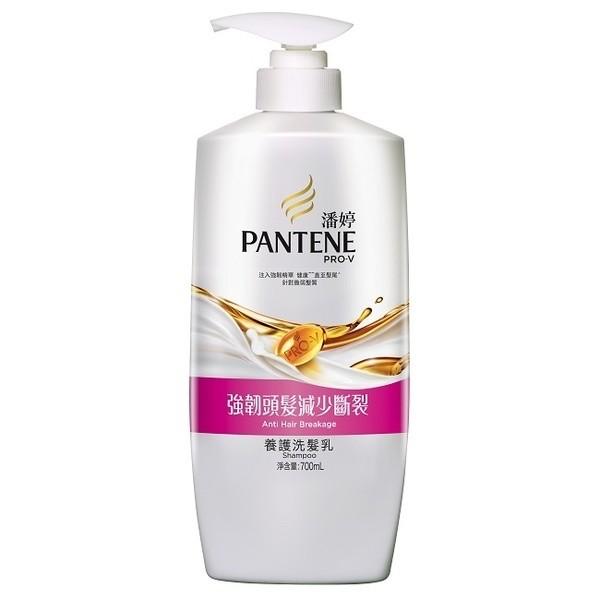 潘婷
PANTENE
PRO-V
注入強韌精華 健康**直至髮尾^
針對脆弱髮質
PRO-V
強韌頭髮減少斷裂
Anti Hair Breakage
養護洗髮乳
Shampoo
淨含量:700mL